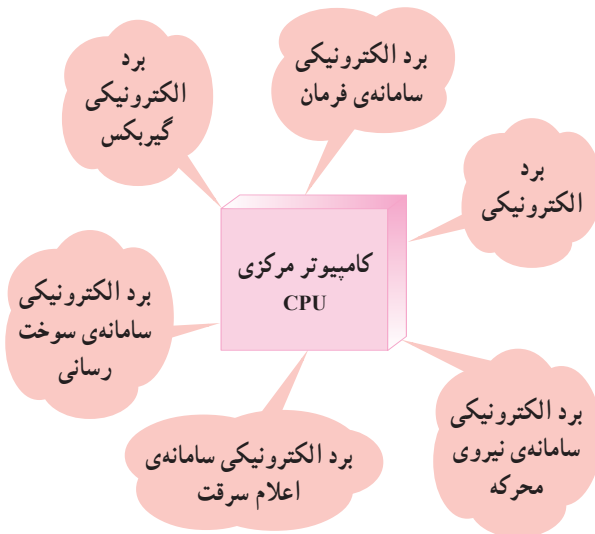 برد الکترونیکی
سامانه‌ی فرمان
برد
الکترونیکی
گیربکس
برد
الکترونیکی
کامپیوتر مرکزی
CPU
برد الکترونیکی
سامانه‌ی سوخت
رسانی
برد الکترونیکی
سامانه‌ی نیروی
محرکه
برد الکترونیکی سامانه‌ی
اعلام سرقت